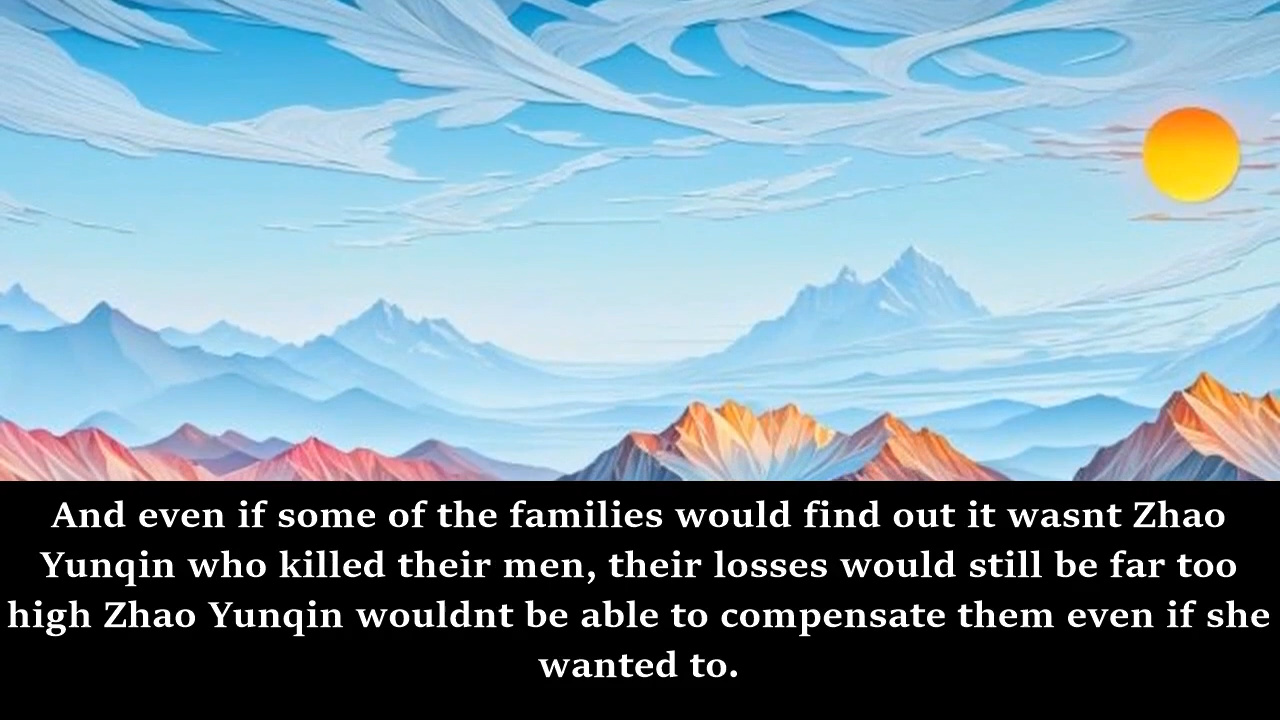 And even if some of the families would find out it wasnt Zhao
Yunqin who killed their men, their losses would still be far too
high Zhao Yunqin wouldnt be able to compensate them even if she
wanted to.